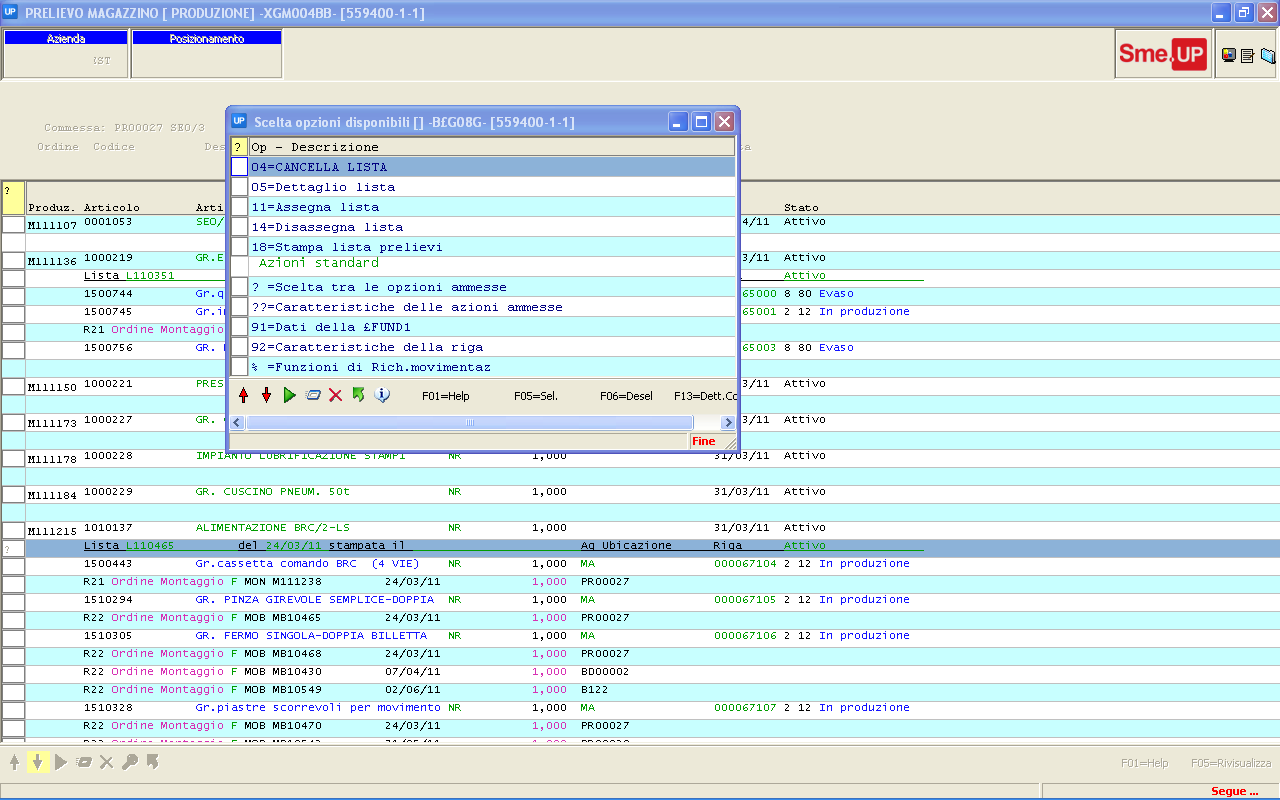 UP PRELIEVO MAGAZZINO [ PRODUZIONE] -XGM004BB- [559400-1-1]
Azienda Posizionamento
Sme.UP
Commessa: PR00027 SEO/3
Ordine Codice
UP Scelta opzioni disponibili [] -B£G08G- [559400-1-1]
? Op - Descrizione
04=CANCELLA LISTA
05=Dettaglio lista
11=Assegna lista
14=Disassegna lista
18=Stampa lista prelievi
Azioni standard
? =Scelta tra le opzioni ammesse
??=Caratteristiche delle azioni ammesse
91=Dati della £FUND1
92=Caratteristiche della riga
% =Funzioni di Rich.movimentaz
F01=Help F05=Sel. F06=Desel F13=Dett.Co
Fine
?
Produz. Articolo Arti Stato
M111107 0001053 SEO/ 4/11 Attivo
M111136 1000219 GR.E 3/11 Attivo
Lista L110351 Attivo
1500744 Gr.q 65000 8 80 Evaso
1500745 Gr.in 65001 2 12 In produzione
R21 Ordine Montaggio
1500756 GR. 65003 8 80 Evaso
M111150 1000221 PRES 3/11 Attivo
M111173 1000227 GR. 3/11 Attivo
M111178 1000228 IMPIANTO LUBRIFICAZIONE STAMPI NR 1,000 31/03/11 Attivo
M111184 1000229 GR. CUSCINO PNEUM. 50t NR 1,000 31/03/11 Attivo
M111215 1010137 ALIMENTAZIONE BRC/2-LS NR 1,000 31/03/11 Attivo
? Lista L110465 del 24/03/11 stampata il Ag Ubicazione Riga Attivo
1500443 Gr.cassetta comando BRC (4 VIE) NR 1,000 MA 000067104 2 12 In produzione
R21 Ordine Montaggio F MON M111238 24/03/11 1,000 PR00027
1510294 GR. PINZA GIREVOLE SEMPLICE-DOPPIA NR 1,000 MA 000067105 2 12 In produzione
R22 Ordine Montaggio F MOB MB10465 24/03/11 1,000 PR00027
1510305 GR. FERMO SINGOLA-DOPPIA BILLETTA NR 1,000 MA 000067106 2 12 In produzione
R22 Ordine Montaggio F MOB MB10468 24/03/11 1,000 PR00027
R22 Ordine Montaggio F MOB MB10430 07/04/11 1,000 BD00002
R22 Ordine Montaggio F MOB MB10549 02/06/11 1,000 B122
1510328 Gr.piastre scorrevoli per movimento NR 1,000 MA 000067107 2 12 In produzione
R22 Ordine Montaggio F MOB MB10470 24/03/11 1,000 PR00027
F01=Help F05=Rivisualizza
Segue ...